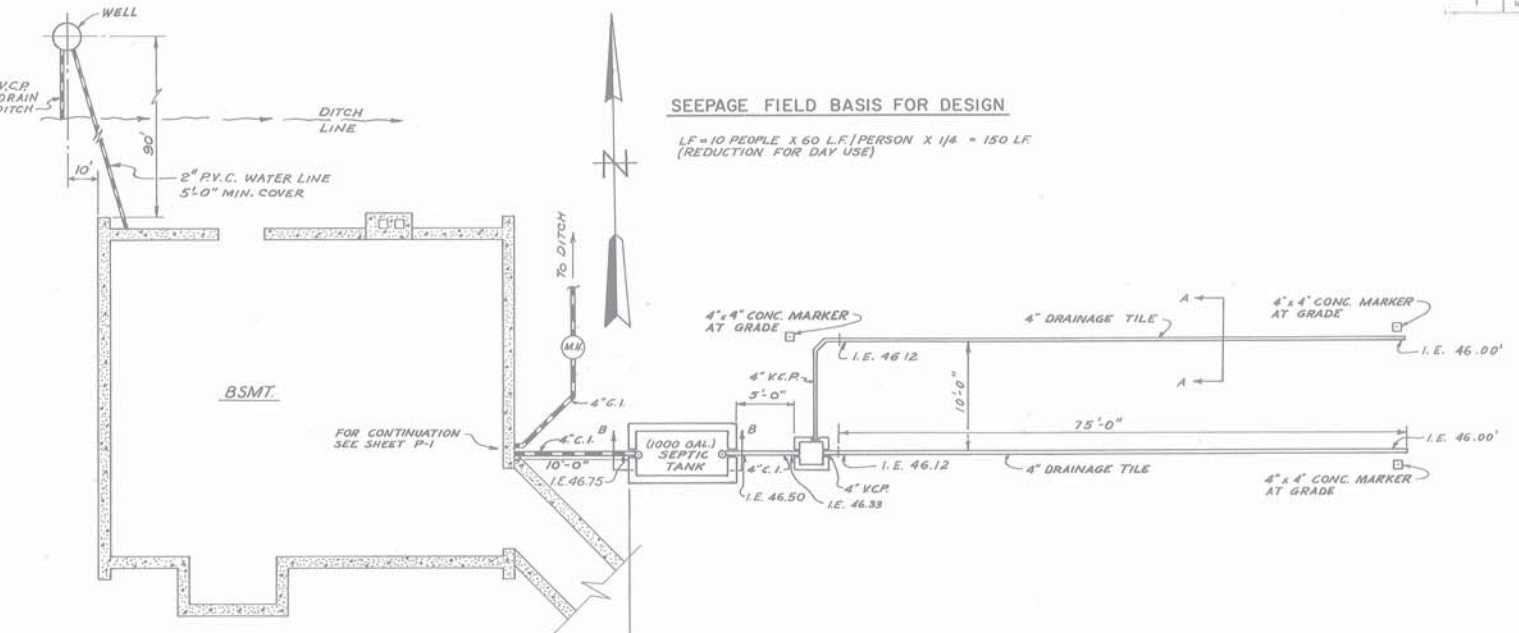 WELL
V.C.P.
DRAIN
DITCH
DITCH
LINE
90'
10'
2" P.V.C. WATER LINE
5'-0" MIN. COVER
SEEPAGE FIELD BASIS FOR DESIGN
LF = 10 PEOPLE X 60 L.F./PERSON X 1/4 = 150 LF.
(REDUCTION FOR DAY USE)
N
TO DITCH
M.H.
4" C.I.
BSMT.
FOR CONTINUATION
SEE SHEET P-1
4" C.I.
10'-0"
I.E. 46.75
B
(1000 GAL.)
SEPTIC
TANK
B
4" C.I.
I.E. 46.50
I.E. 46.33
5'-0"
4" V.C.P.
4" V.C.P.
4" x 4" CONC. MARKER
AT GRADE
I.E. 46.12
4" DRAINAGE TILE
A
A
4" x 4" CONC. MARKER
AT GRADE
I.E. 46.00'
10'-0"
75'-0"
I.E. 46.12
4" DRAINAGE TILE
I.E. 46.00'
4" x 4" CONC. MARKER
AT GRADE